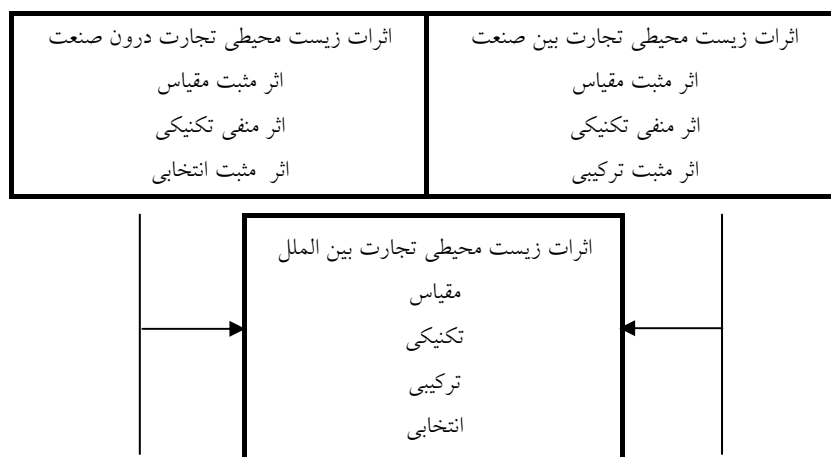 اثرات زیست محیطی تجارت بین صنعت
اثر مثبت مقیاس
اثر منفی تکنیکی
اثر مثبت ترکیبی
اثرات زیست محیطی تجارت درون صنعت
اثر مثبت مقیاس
اثر منفی تکنیکی
اثر مثبت انتخابی
اثرات زیست محیطی تجارت بین الملل
مقیاس
تکنیکی
ترکیبی
انتخابی